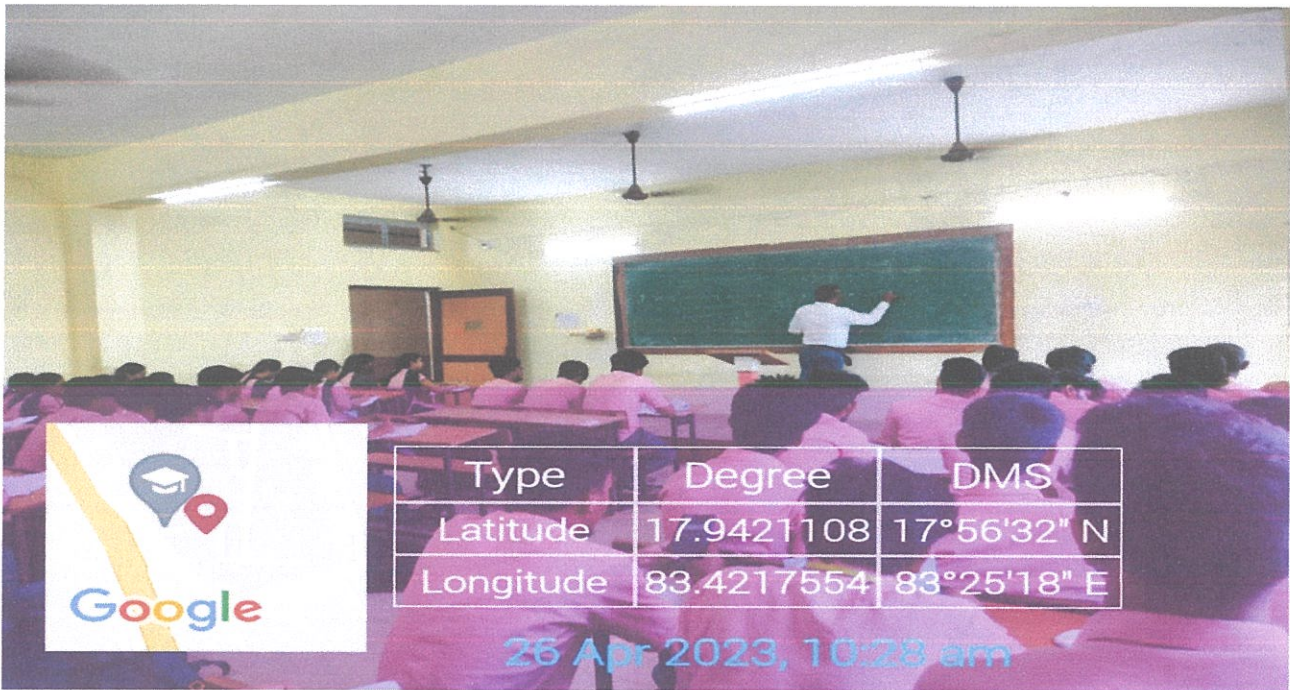 Type Degree DMS
Latitude 17.9421108 17°56'32" N
Longitude 83.4217554 83°25'18" E
Google
26 Apr 2023, 10:28 am